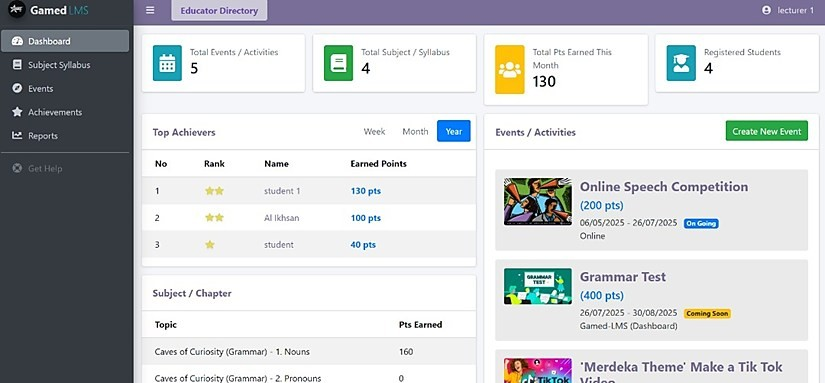 Gamed LMS
Educator Directory
lecturer 1
Dashboard
Subject Syllabus
Events
Achievements
Reports
Get Help
Total Events / Activities
5
Total Subject / Syllabus
4
Total Pts Earned This
Month
130
Registered Students
4
Top Achievers
Week Month Year
No Rank Name Earned Points
1 student 1 130 pts
2 Al Ikhsan 100 pts
3 student 40 pts
Subject / Chapter
Topic Pts Earned
Caves of Curiosity (Grammar) - 1. Nouns 160
Caves of Curiosity (Grammar) - 2. Pronouns 0
Events / Activities
Create New Event
Online Speech Competition
(200 pts)
06/05/2025 - 26/07/2025 On Going
Online
GRAMMAR
TEST
Grammar Test
(400 pts)
26/07/2025 - 30/08/2025 Coming Soon
Gamed-LMS (Dashboard)
TikTok
'Merdeka Theme' Make a Tik Tok
Video